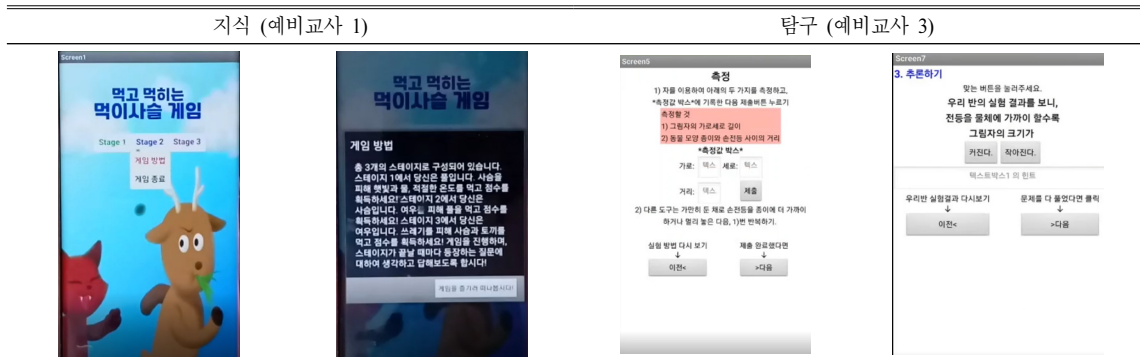 지식 (예비교사 1)
탐구 (예비교사 3)
Screen1
먹고 먹히는
먹이사슬 게임
Stage 1 Stage 2 Stage 3
게임 방법
게임 종료
먹고 먹히는
먹이사슬 게임
게임 방법
총 3개의 스테이지로 구성되어 있습니다.
스테이지 1에서 당신은 풀입니다. 사슴을
피해 햇빛과 물, 적절한 온도를 먹고 점수를
획득하세요! 스테이지 2에서 당신은
사슴입니다. 여우를 피해 풀을 먹고 점수를
획득하세요! 스테이지 3에서 당신은
여우입니다. 쓰레기를 피해 사슴과 토끼를
먹고 점수를 획득하세요! 게임을 진행하며,
스테이지가 끝날 때마다 등장하는 질문에
대하여 생각하고 답해보도록 합시다!
게임을 즐기러 떠나봅시다!
Screen5
측정
1) 자를 이용하여 아래의 두 가지를 측정하고,
*측정값 박스*에 기록한 다음 제출버튼 누르기
측정할 것
1) 그림자의 가로세로 길이
2) 동물 모양 종이와 손전등 사이의 거리
*측정값 박스*
가로: 텍스 세로: 텍스
거리: 텍스 제출
2) 다른 도구는 가만히 둔 채로 손전등을 종이에 더 가까이
하거나 멀리 놓은 다음, 1)번 반복하기.
실험 방법 다시 보기 제출 완료했다면
↓ ↓
이전< >다음
Screen7
3. 추론하기
맞는 버튼을 눌러주세요.
우리 반의 실험 결과를 보니,
전등을 물체에 가까이 할수록
그림자의 크기가
커진다. 작아진다.
텍스트박스1 의 힌트
우리반 실험결과 다시보기 문제를 다 풀었다면 클릭
↓ ↓
이전< >다음